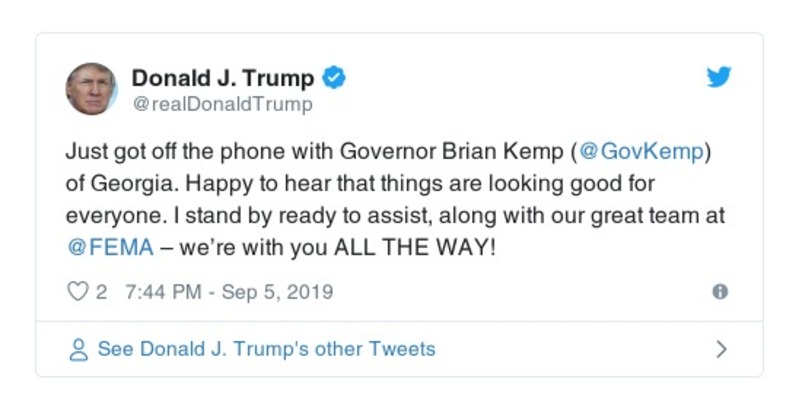 Donald J. Trump
@realDonaldTrump
Just got off the phone with Governor Brian Kemp (@GovKemp)
of Georgia. Happy to hear that things are looking good for
everyone. I stand by ready to assist, along with our great team at
@FEMA – we’re with you ALL THE WAY!
2 7:44 PM - Sep 5, 2019
See Donald J. Trump's other Tweets